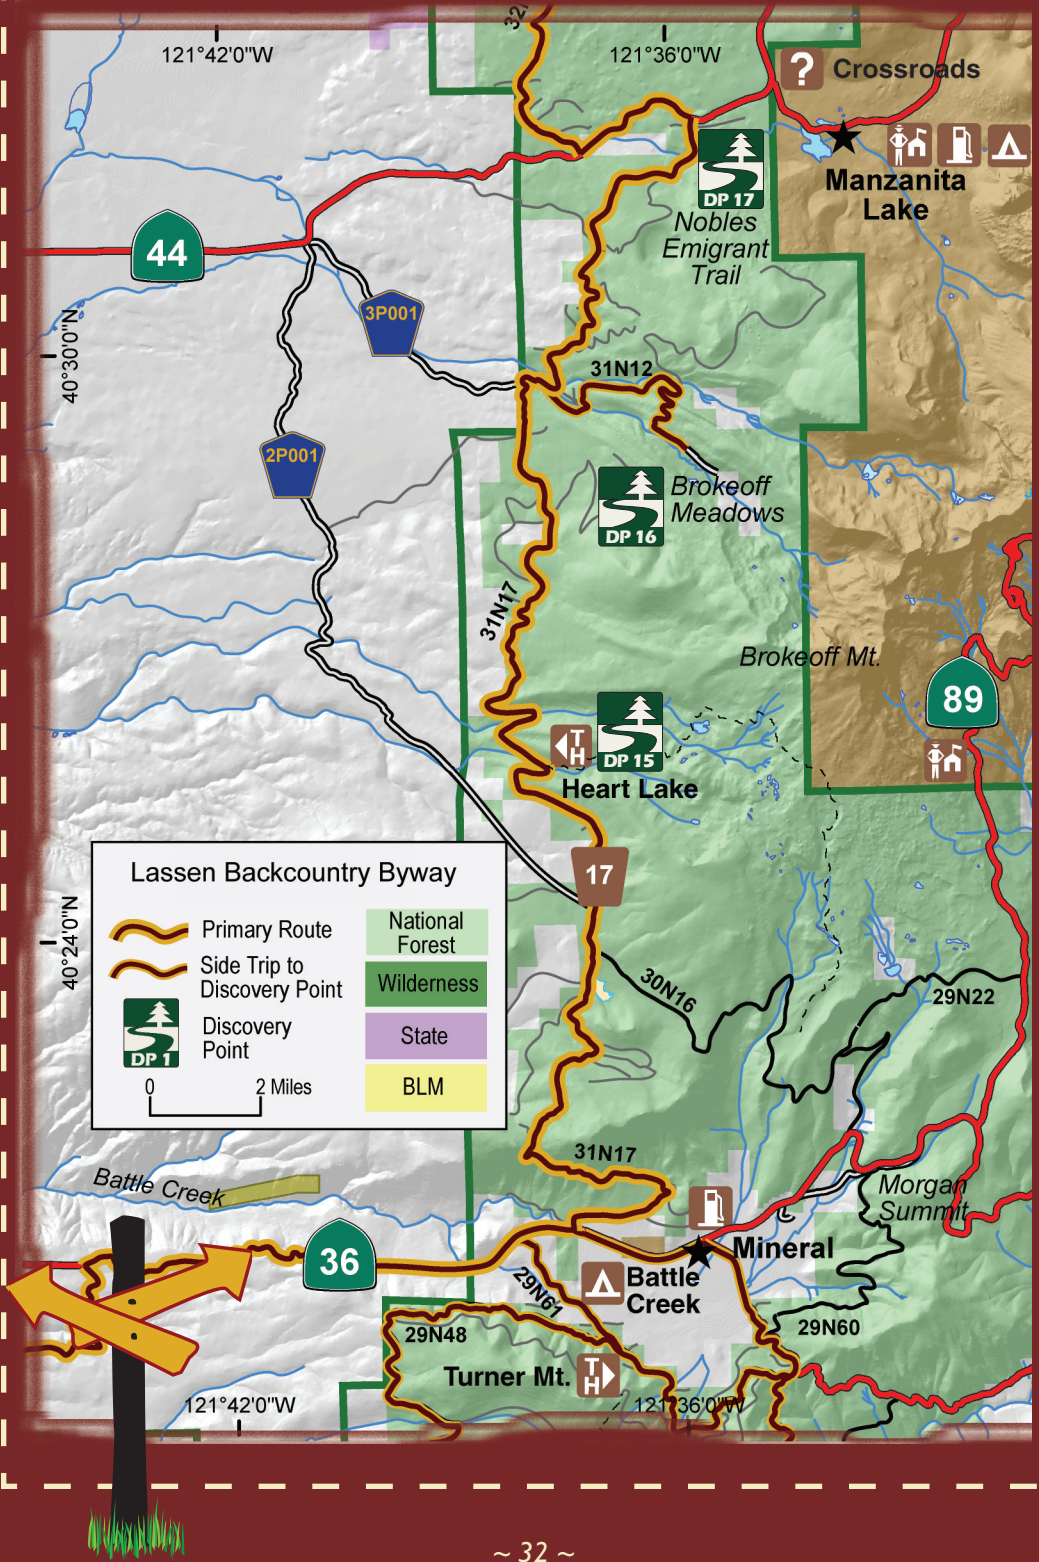 32
121°42'0"W
121°36'0"W
?
Crossroads
Manzanita
Lake
DP 17
Nobles
Emigrant
Trail
44
3P001
40°30'0"N
31N12
2P001
Brokeoff
Meadows
DP 16
31N17
Brokeoff Mt.
89
TH
DP 15
Heart Lake
17
Lassen Backcountry Byway
Primary Route
Side Trip to
Discovery Point
Discovery
Point
DP 1
0 2 Miles
National
Forest
Wilderness
State
BLM
40°24'0"N
30N16
29N22
31N17
Battle Creek
Morgan
Summit
36
Mineral
Battle
Creek
29N61
29N48
29N60
Turner Mt.
TH
121°42'0"W
121°36'0"W
~ 32 ~